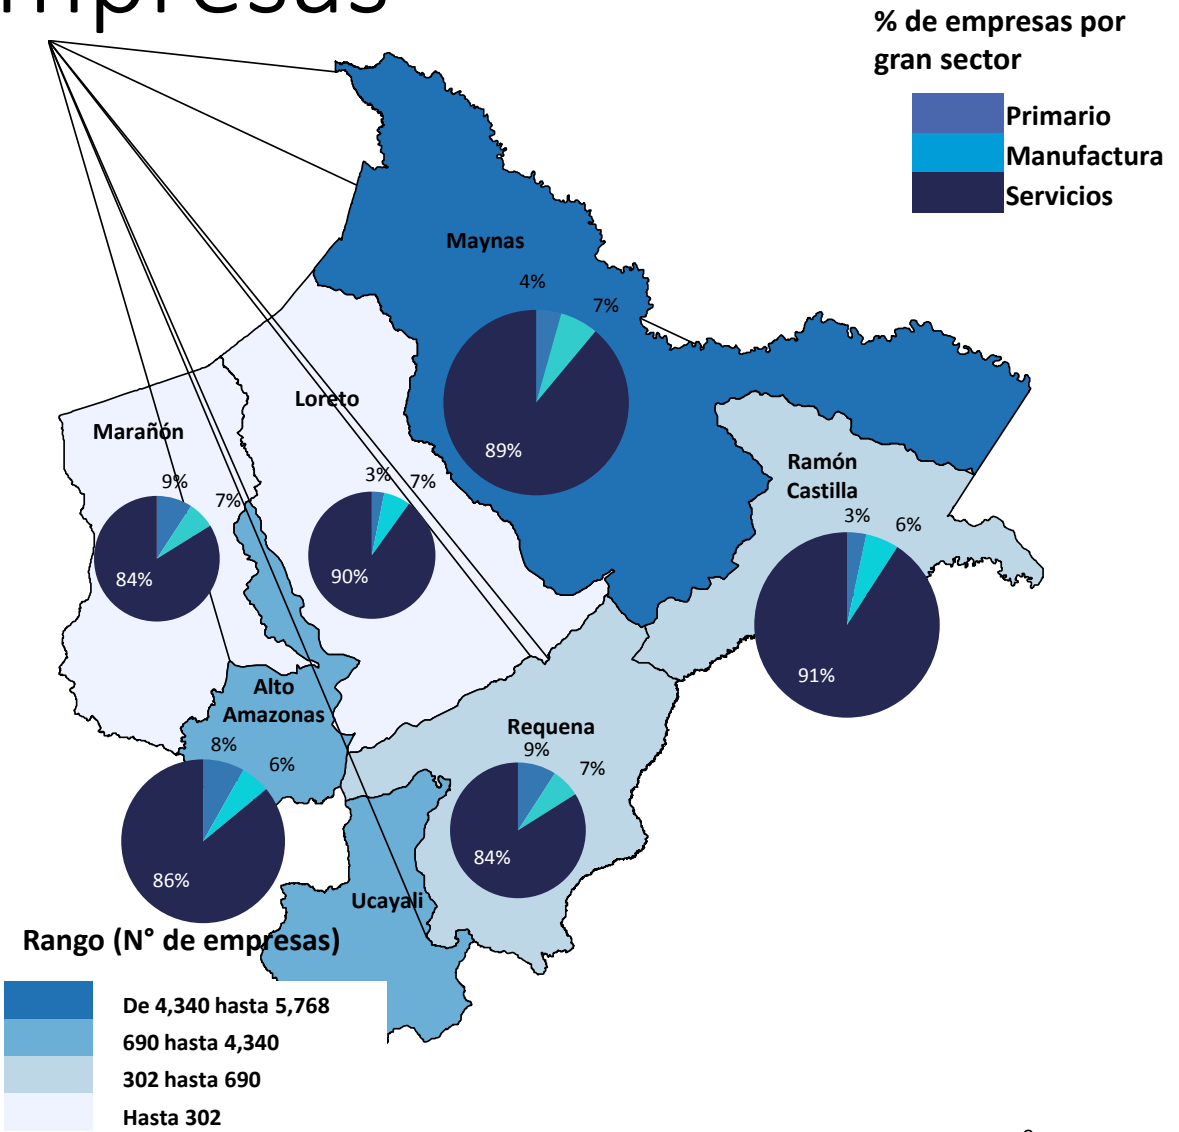 mpresas
% de empresas por
gran sector
Primario
Manufactura
Servicios
Maynas
4%
7%
89%
Loreto
3%
7%
90%
Marañón
9%
7%
84%
Ramón
Castilla
3%
6%
91%
Alto
Amazonas
8%
6%
86%
Requena
9%
7%
84%
Ucayali
Rango (N° de empresas)
De 4,340 hasta 5,768
690 hasta 4,340
302 hasta 690
Hasta 302